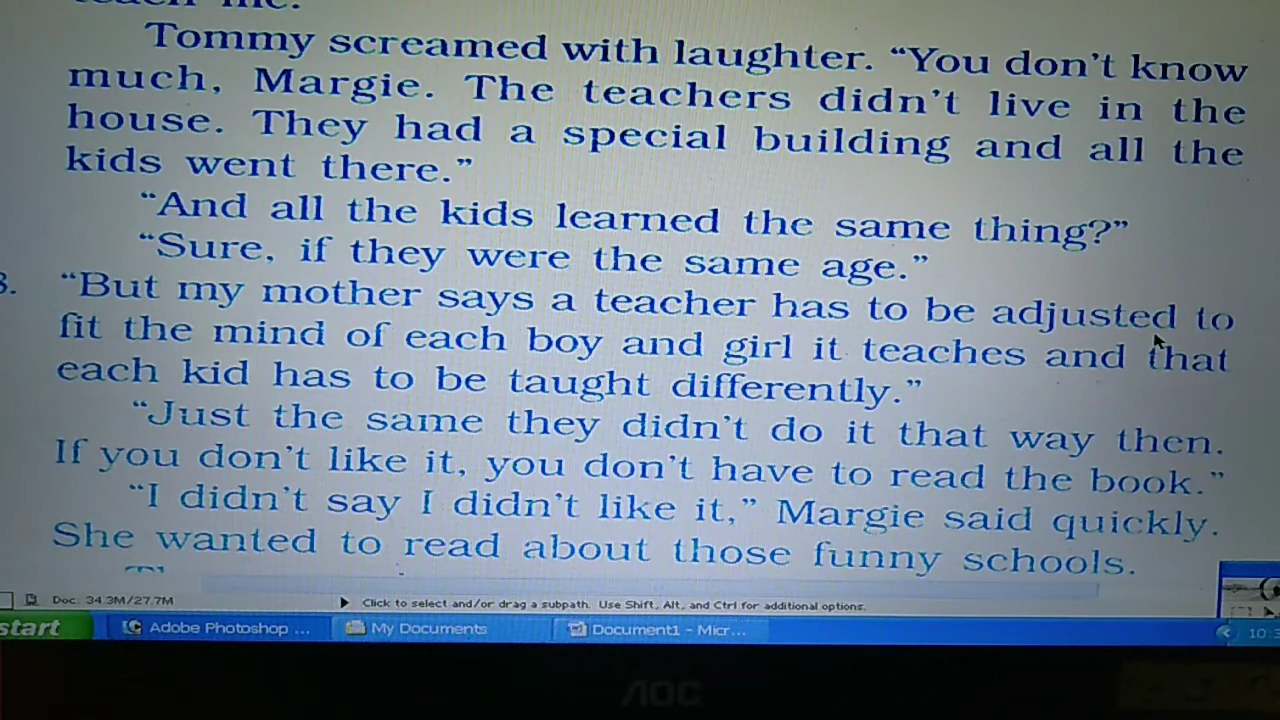 teach me.
Tommy screamed with laughter. “You don’t know
much, Margie. The teachers didn’t live in the
house. They had a special building and all the
kids went there.”
“And all the kids learned the same thing?”
“Sure, if they were the same age.”
“But my mother says a teacher has to be adjusted to
fit the mind of each boy and girl it teaches and that
each kid has to be taught differently.”
“Just the same they didn’t do it that way then.
If you don’t like it, you don’t have to read the book.”
“I didn’t say I didn’t like it,” Margie said quickly.
She wanted to read about those funny schools.
Doc: 34.3M/27.7M Click to select and/or drag a subpath. Use Shift, Alt, and Ctrl for additional options.
start Adobe Photoshop ... My Documents Document1 - Micr... 10:
AOC